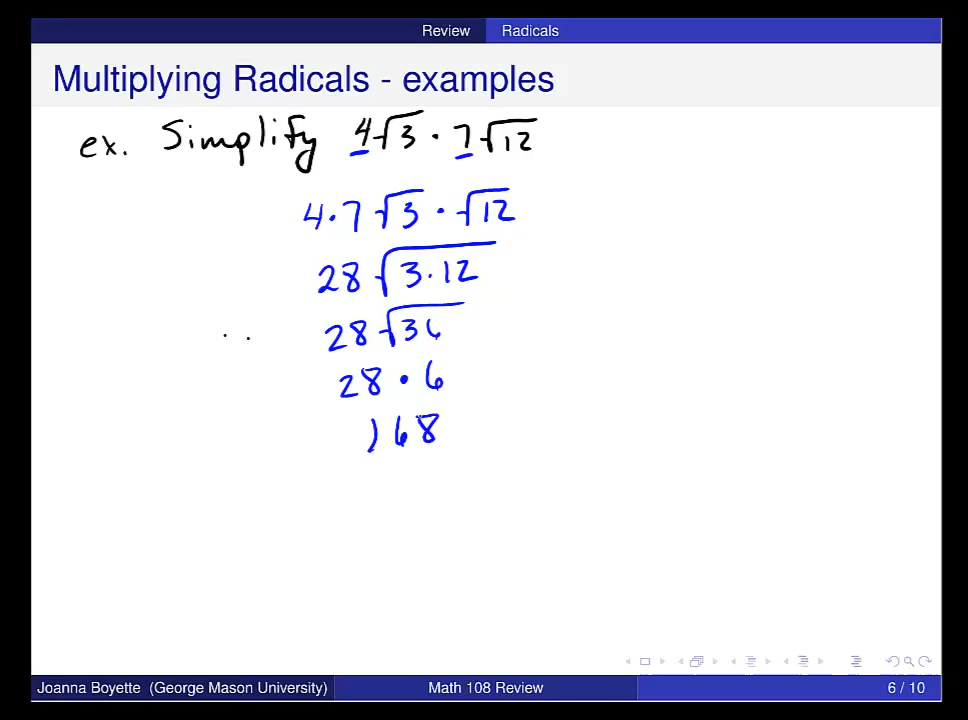 Review Radicals
Multiplying Radicals - examples
ex. Simplify 4√3 · 7√12
4·7 √3 · √12
28 √3·12
28 √36
28 · 6
168
Joanna Boyette (George Mason University) Math 108 Review 6 / 10